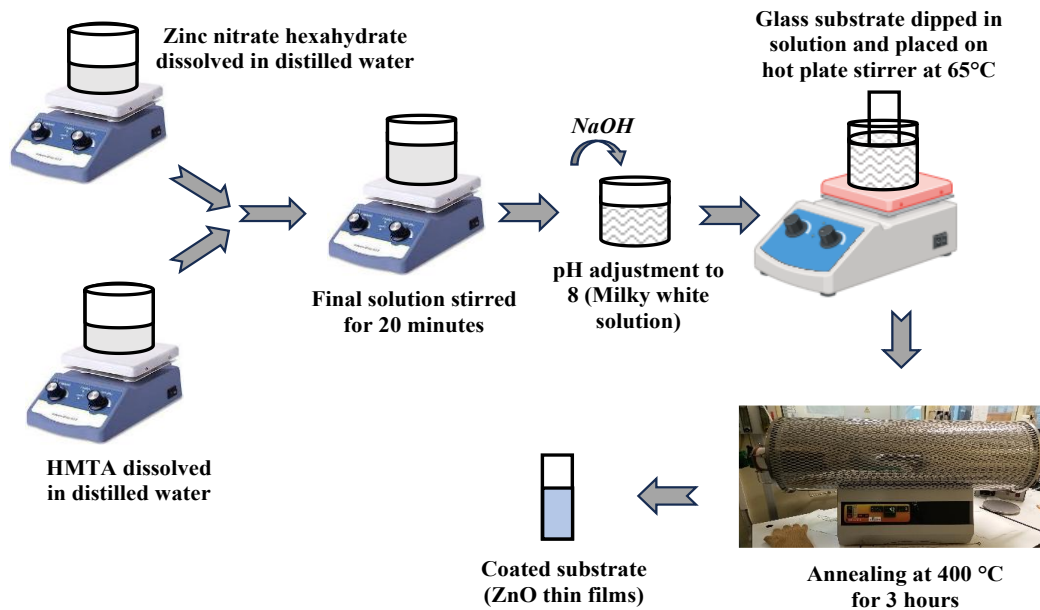 Zinc nitrate hexahydrate
dissolved in distilled water
Glass substrate dipped in
solution and placed on
hot plate stirrer at 65°C
NaOH
Final solution stirred
for 20 minutes
pH adjustment to
8 (Milky white
solution)
HMTA dissolved
in distilled water
Coated substrate
(ZnO thin films)
Annealing at 400 °C
for 3 hours